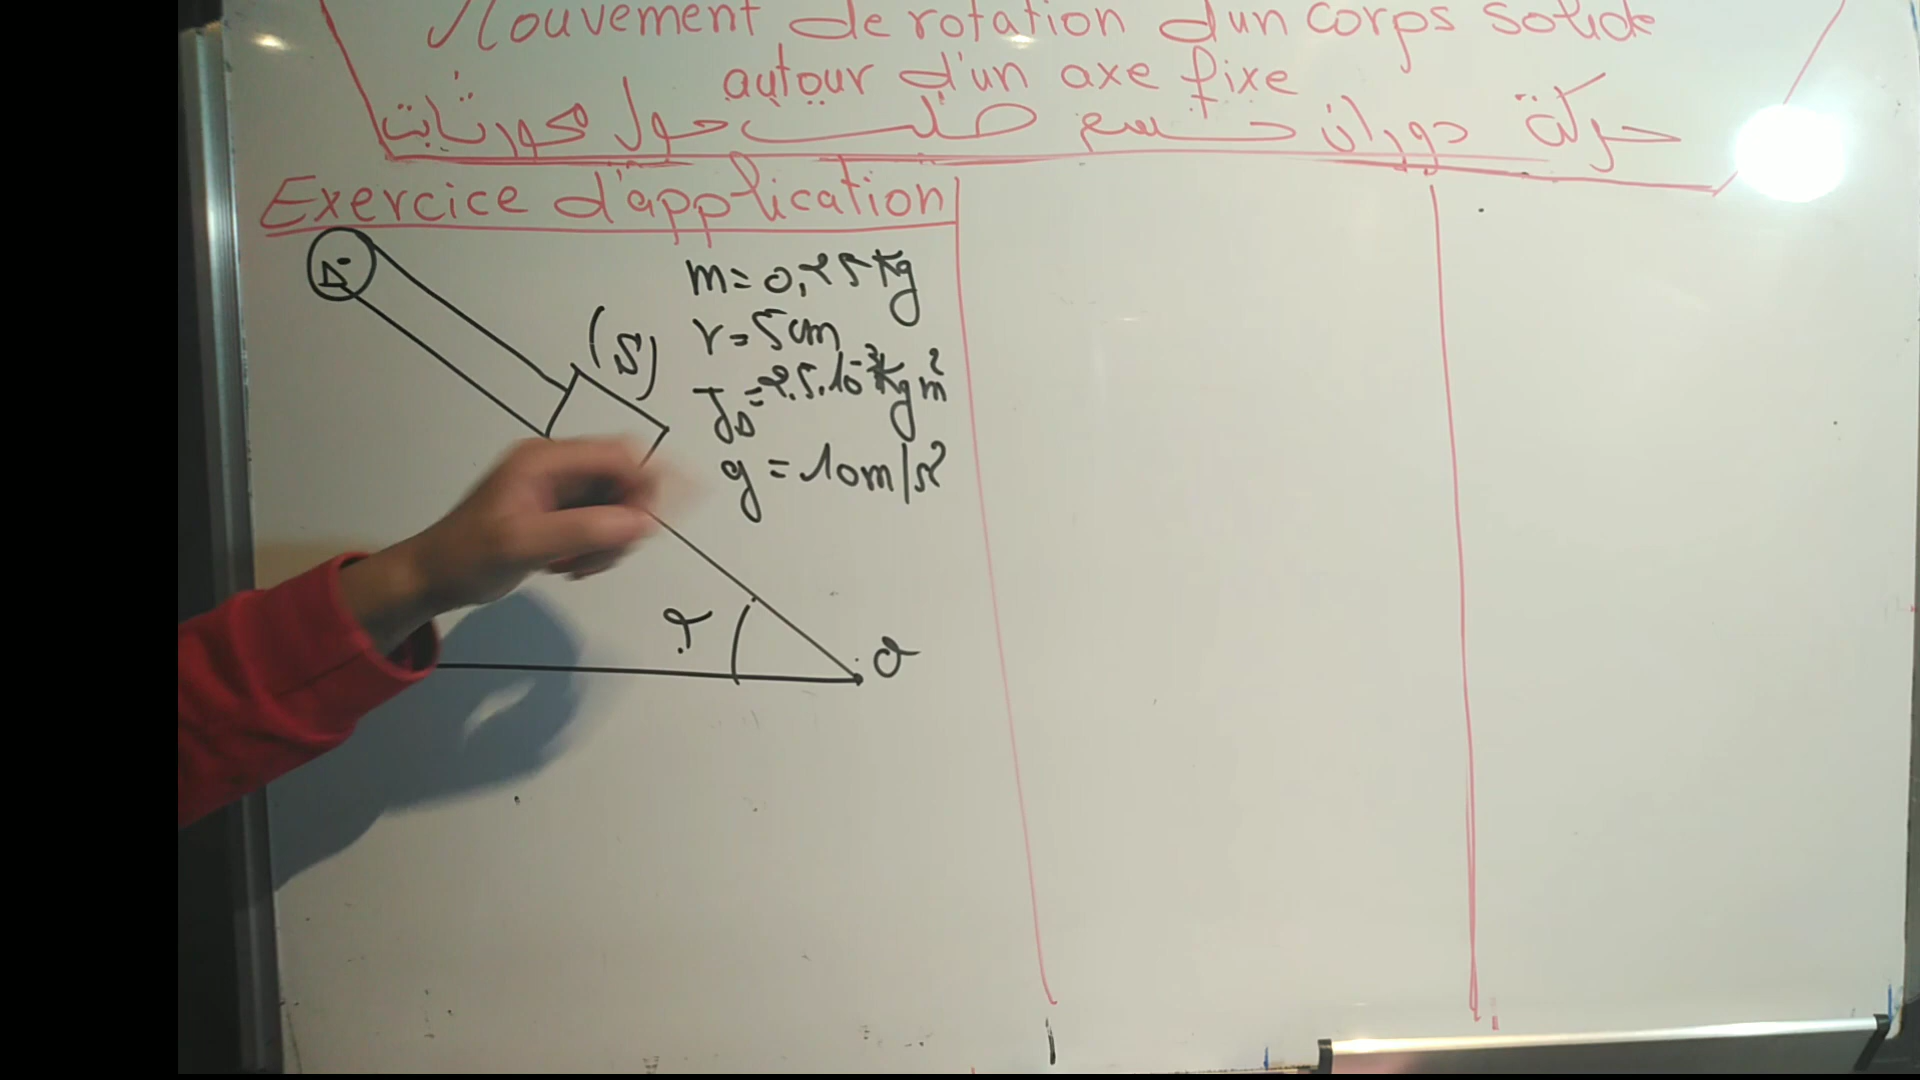 Mouvement de rotation d'un corps solide
autour d'un axe fixe
حركة دوران جسم صلب حول محور ثابت
Exercice d'application
Δ
(S)
m = 0,25 Kg
r = 5 cm
J_Δ = 2.5.10⁻³ Kg m²
g = 10 m/s²
?
O